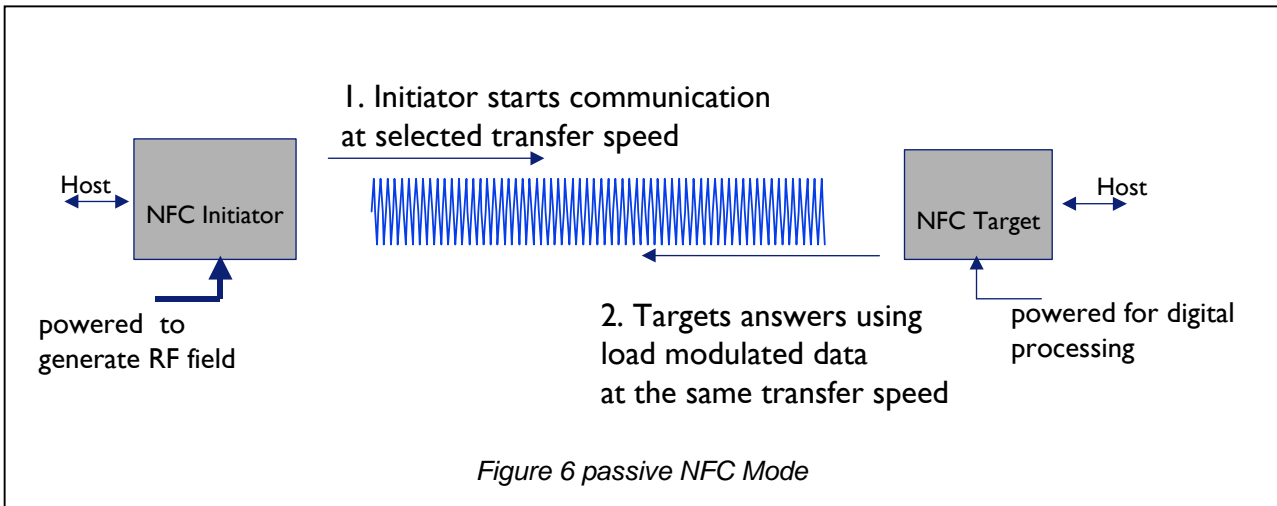 1. Initiator starts communication
at selected transfer speed
Host
NFC Initiator
NFC Target
Host
powered to
generate RF field
2. Targets answers using
load modulated data
at the same transfer speed
powered for digital
processing
Figure 6 passive NFC Mode